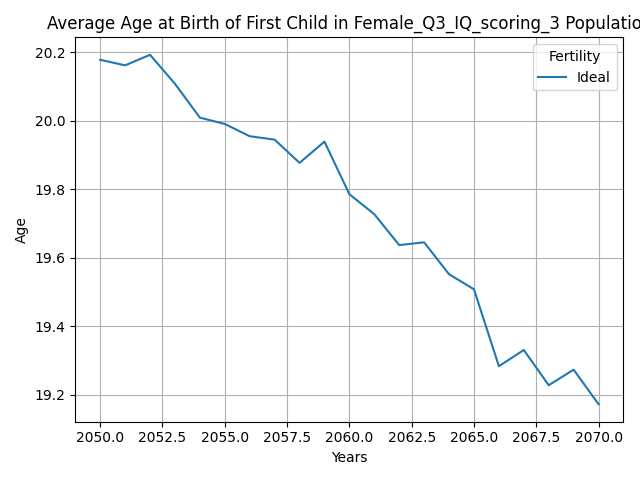 Average Age at Birth of First Child in Female_Q3_IQ_scoring_3 Populatio
Fertility
Ideal
20.2
20.0
19.8
19.6
19.4
19.2
Age
2050.0 2052.5 2055.0 2057.5 2060.0 2062.5 2065.0 2067.5 2070.0
Years